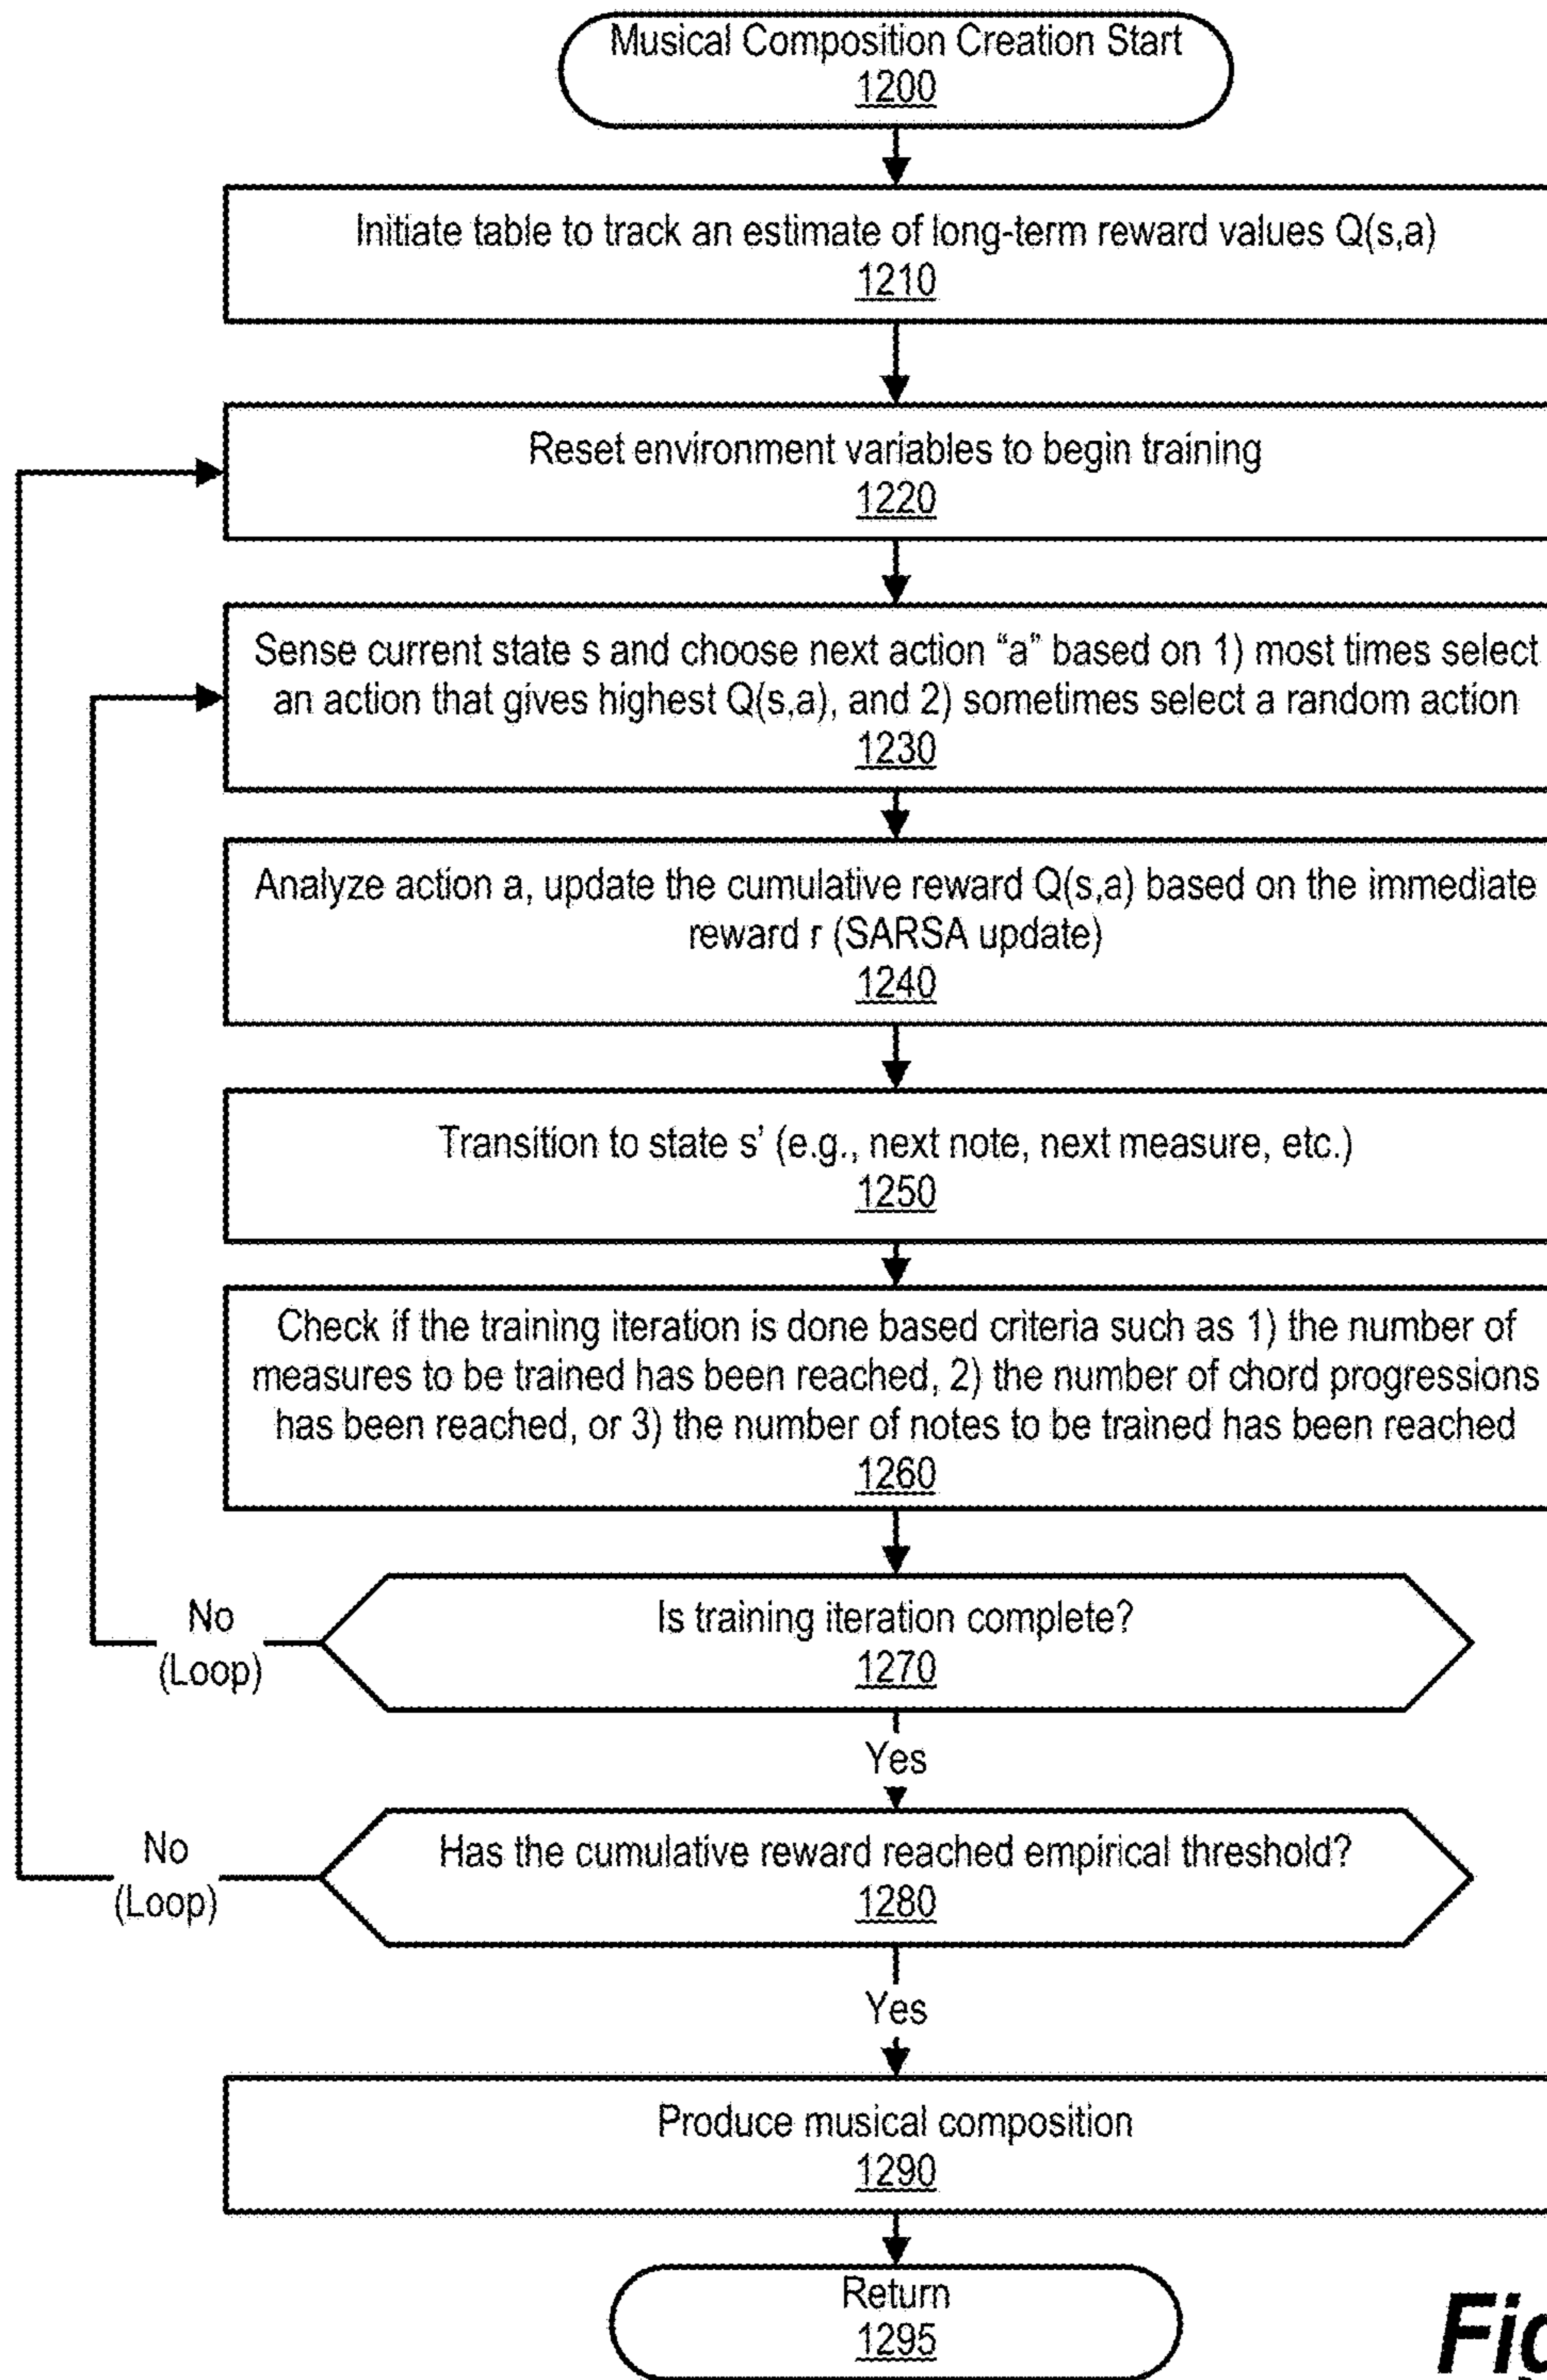 Musical Composition Creation Start
1200
Initiate table to track an estimate of long-term reward values Q(s,a)
1210
Reset environment variables to begin training
1220
Sense current state s and choose next action “a” based on 1) most times select
an action that gives highest Q(s,a), and 2) sometimes select a random action
1230
Analyze action a, update the cumulative reward Q(s,a) based on the immediate
reward r (SARSA update)
1240
Transition to state s’ (e.g., next note, next measure, etc.)
1250
Check if the training iteration is done based criteria such as 1) the number of
measures to be trained has been reached, 2) the number of chord progressions
has been reached, or 3) the number of notes to be trained has been reached
1260
Is training iteration complete?
1270
No
(Loop)
Yes
Has the cumulative reward reached empirical threshold?
1280
No
(Loop)
Yes
Produce musical composition
1290
Return
1295